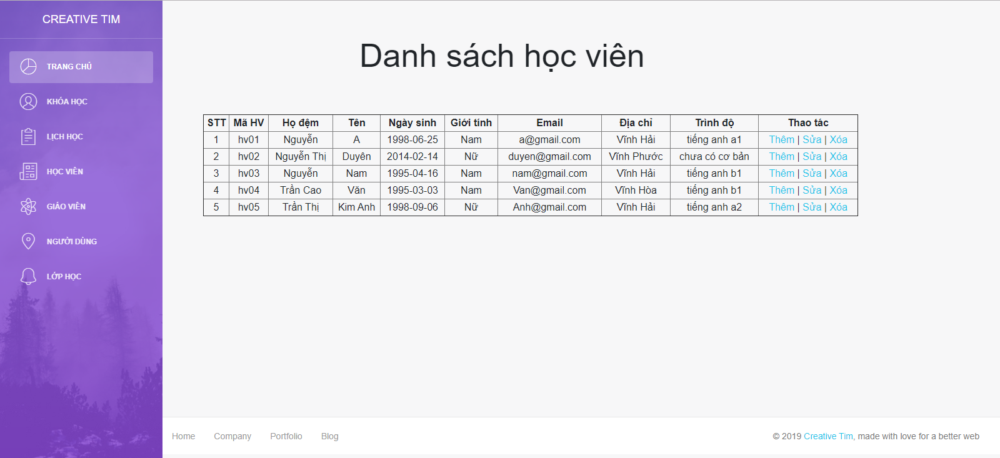 CREATIVE TIM
TRANG CHỦ
KHÓA HỌC
LỊCH HỌC
HỌC VIÊN
GIÁO VIÊN
NGƯỜI DÙNG
LỚP HỌC
Danh sách học viên
STT Mã HV Họ đệm Tên Ngày sinh Giới tính Email Địa chỉ Trình độ Thao tác
1 hv01 Nguyễn A 1998-06-25 Nam a@gmail.com Vĩnh Hải tiếng anh a1 Thêm | Sửa | Xóa
2 hv02 Nguyễn Thị Duyên 2014-02-14 Nữ duyen@gmail.com Vĩnh Phước chưa có cơ bản Thêm | Sửa | Xóa
3 hv03 Nguyễn Nam 1995-04-16 Nam nam@gmail.com Vĩnh Hải tiếng anh b1 Thêm | Sửa | Xóa
4 hv04 Trần Cao Văn 1995-03-03 Nam Van@gmail.com Vĩnh Hòa tiếng anh b1 Thêm | Sửa | Xóa
5 hv05 Trần Thị Kim Anh 1998-09-06 Nữ Anh@gmail.com Vĩnh Hải tiếng anh a2 Thêm | Sửa | Xóa
Home Company Portfolio Blog
© 2019 Creative Tim, made with love for a better web